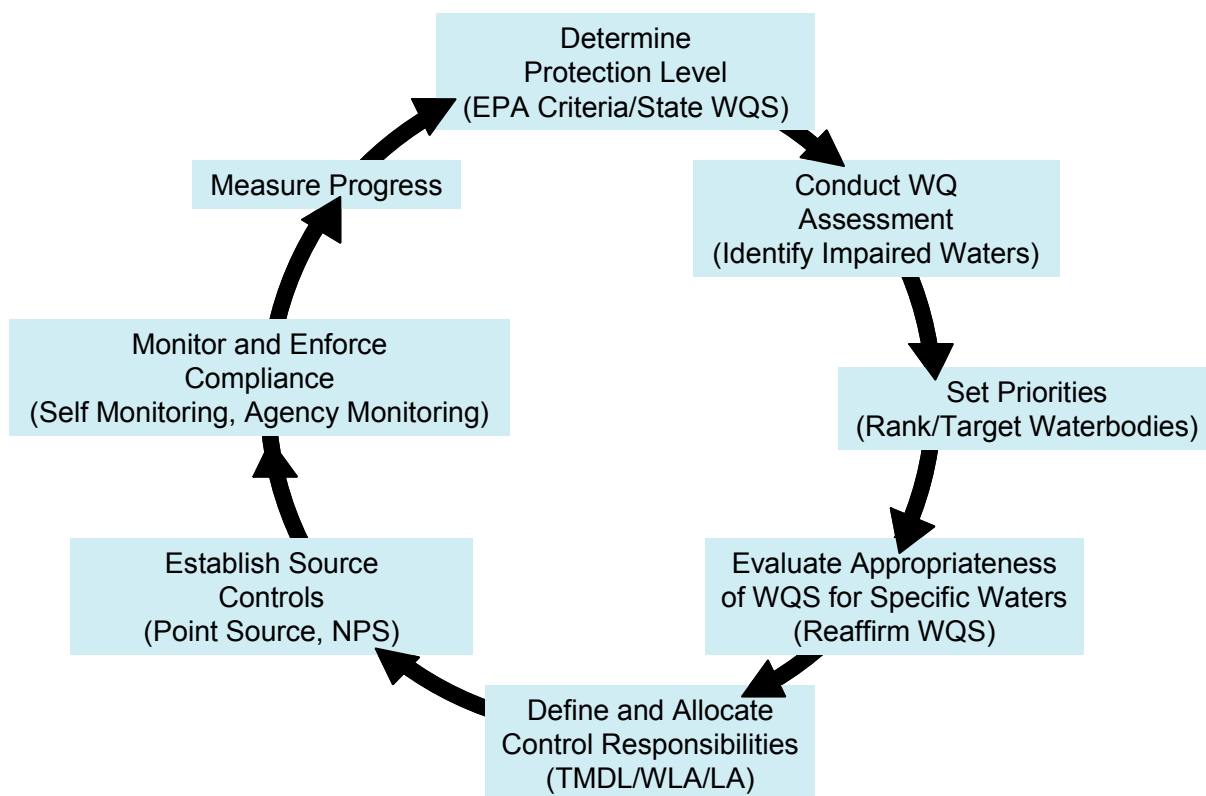 Determine
Protection Level
(EPA Criteria/State WQS)
Conduct WQ
Assessment
(Identify Impaired Waters)
Set Priorities
(Rank/Target Waterbodies)
Evaluate Appropriateness
of WQS for Specific Waters
(Reaffirm WQS)
Define and Allocate
Control Responsibilities
(TMDL/WLA/LA)
Establish Source
Controls
(Point Source, NPS)
Monitor and Enforce
Compliance
(Self Monitoring, Agency Monitoring)
Measure Progress